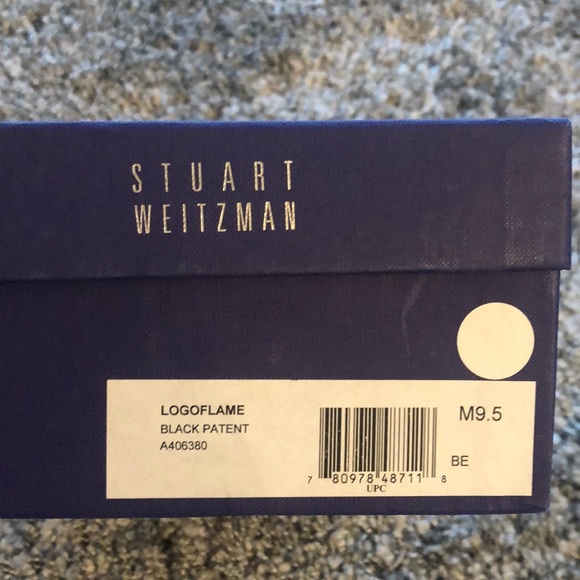 STUART
WEITZMAN
LOGOFLAME
BLACK PATENT
A406380
7 80978 48711 8
UPC
M9.5
BE